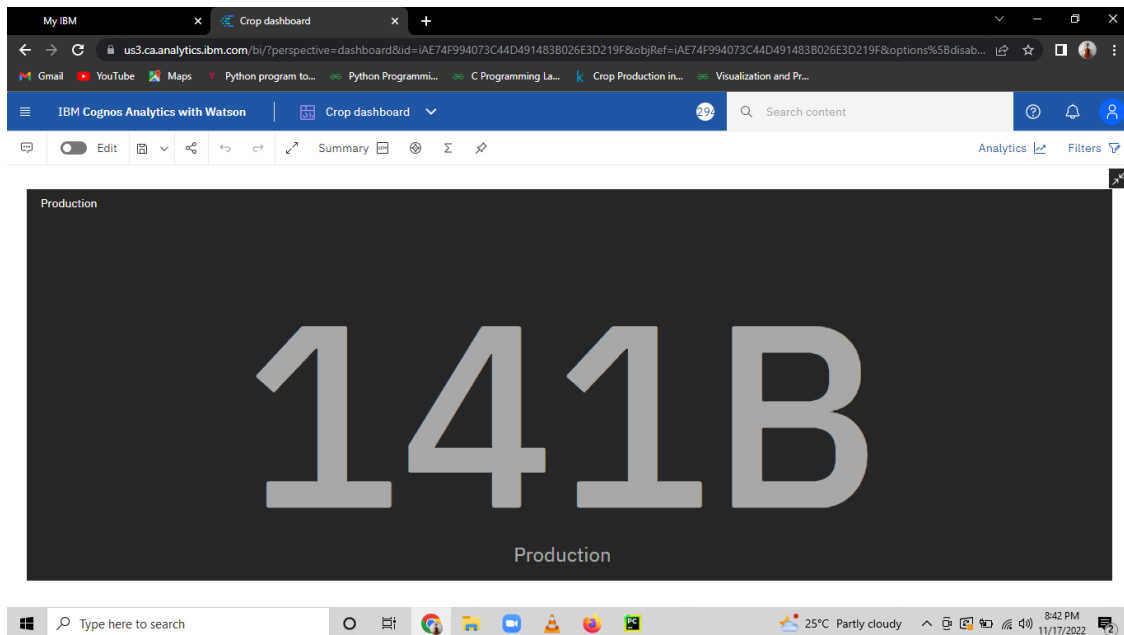 My IBM
Crop dashboard
us3.ca.analytics.ibm.com/bi/?perspective=dashboard&id=iAE74F994073C44D491483B026E3D219F&objRef=iAE74F994073C44D491483B026E3D219F&options%5Bdisab...
Gmail YouTube Maps Python program to... Python Programmi... C Programming La... Crop Production in... Visualization and Pr...
IBM Cognos Analytics with Watson Crop dashboard 294 Search content
Edit Summary Analytics Filters
Production
141B
Production
Type here to search 25°C Partly cloudy 8:42 PM
11/17/2022 2